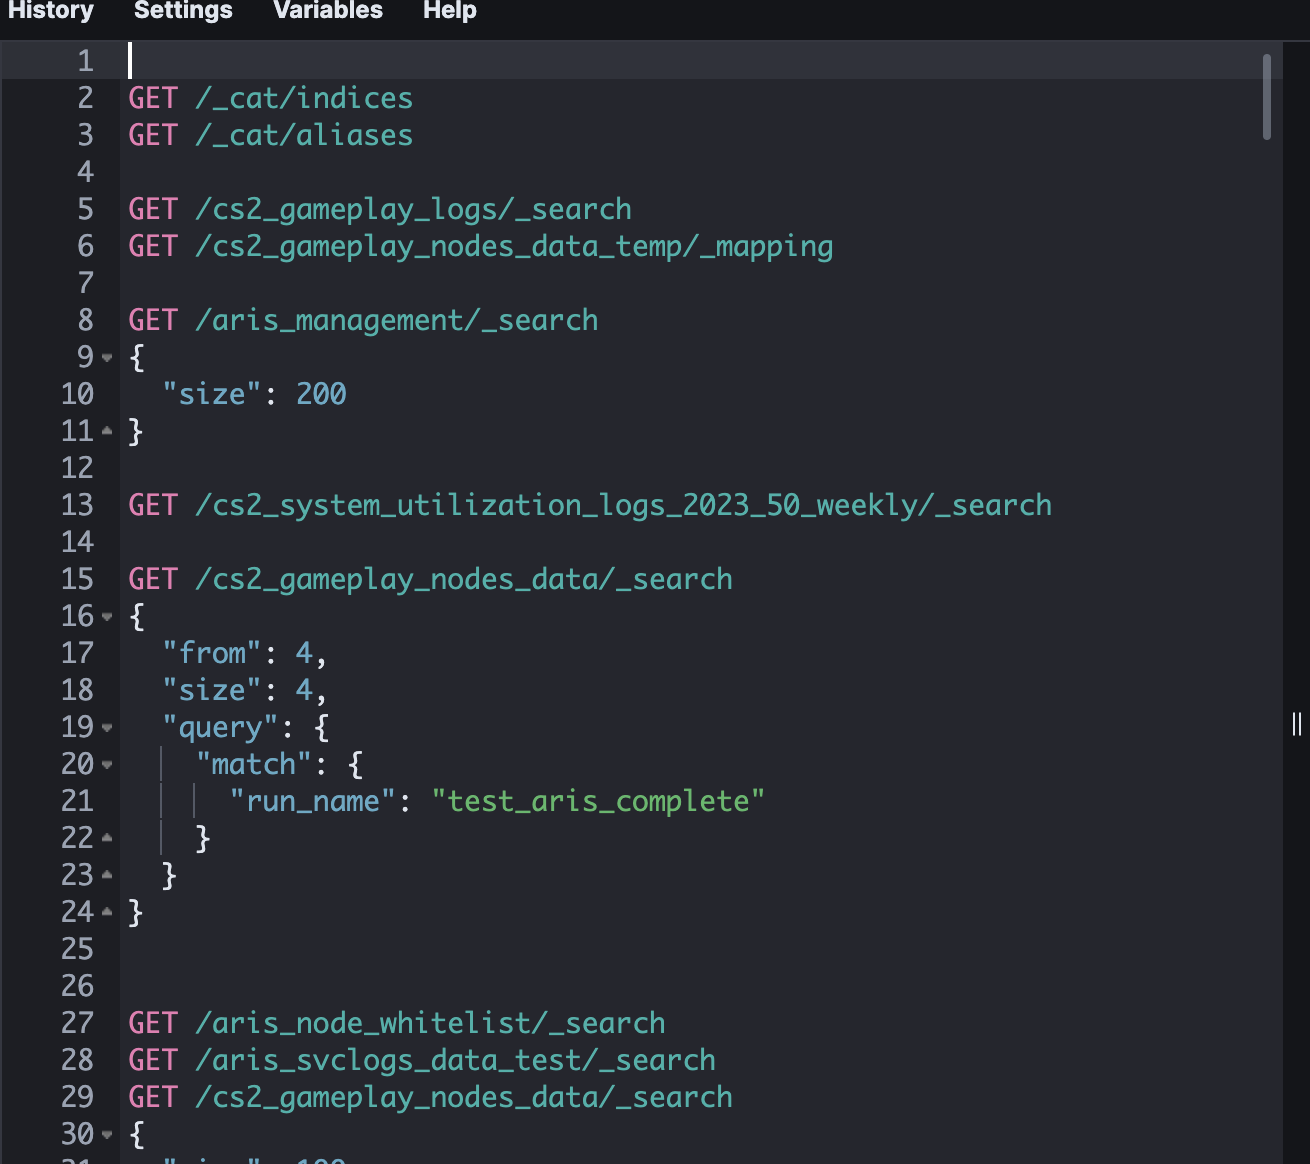 History Settings Variables Help
1
2 GET /_cat/indices
3 GET /_cat/aliases
4
5 GET /cs2_gameplay_logs/_search
6 GET /cs2_gameplay_nodes_data_temp/_mapping
7
8 GET /aris_management/_search
9 {
10 "size": 200
11 }
12
13 GET /cs2_system_utilization_logs_2023_50_weekly/_search
14
15 GET /cs2_gameplay_nodes_data/_search
16 {
17 "from": 4,
18 "size": 4,
19 "query": {
20 "match": {
21 "run_name": "test_aris_complete"
22 }
23 }
24 }
25
26
27 GET /aris_node_whitelist/_search
28 GET /aris_svclogs_data_test/_search
29 GET /cs2_gameplay_nodes_data/_search
30 {